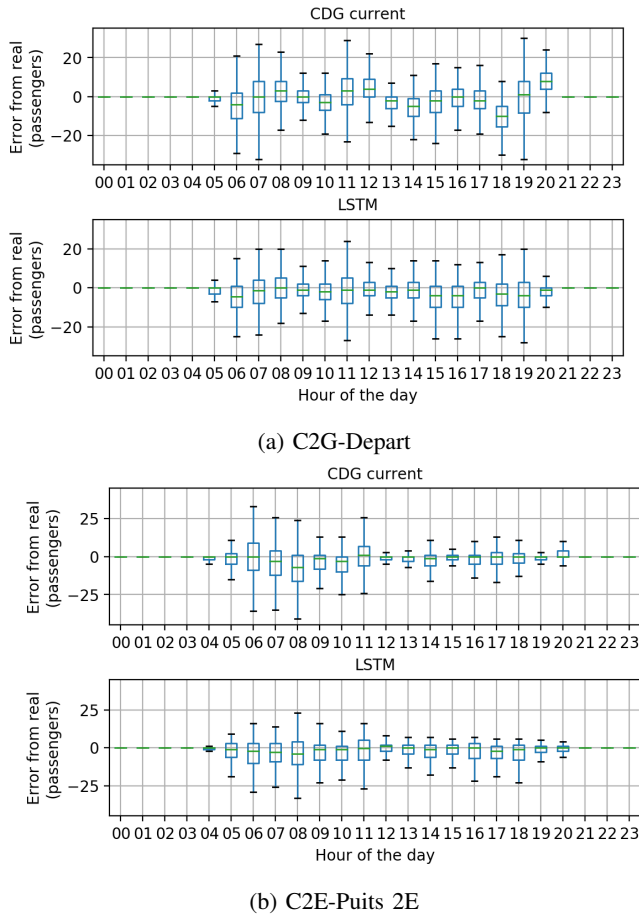 CDG current
Error from real
(passengers)
20
0
−20
00 01 02 03 04 05 06 07 08 09 10 11 12 13 14 15 16 17 18 19 20 21 22 23
LSTM
Error from real
(passengers)
20
0
−20
00 01 02 03 04 05 06 07 08 09 10 11 12 13 14 15 16 17 18 19 20 21 22 23
Hour of the day
(a) C2G-Depart
CDG current
Error from real
(passengers)
25
0
−25
00 01 02 03 04 05 06 07 08 09 10 11 12 13 14 15 16 17 18 19 20 21 22 23
LSTM
Error from real
(passengers)
25
0
−25
00 01 02 03 04 05 06 07 08 09 10 11 12 13 14 15 16 17 18 19 20 21 22 23
Hour of the day
(b) C2E-Puits 2E